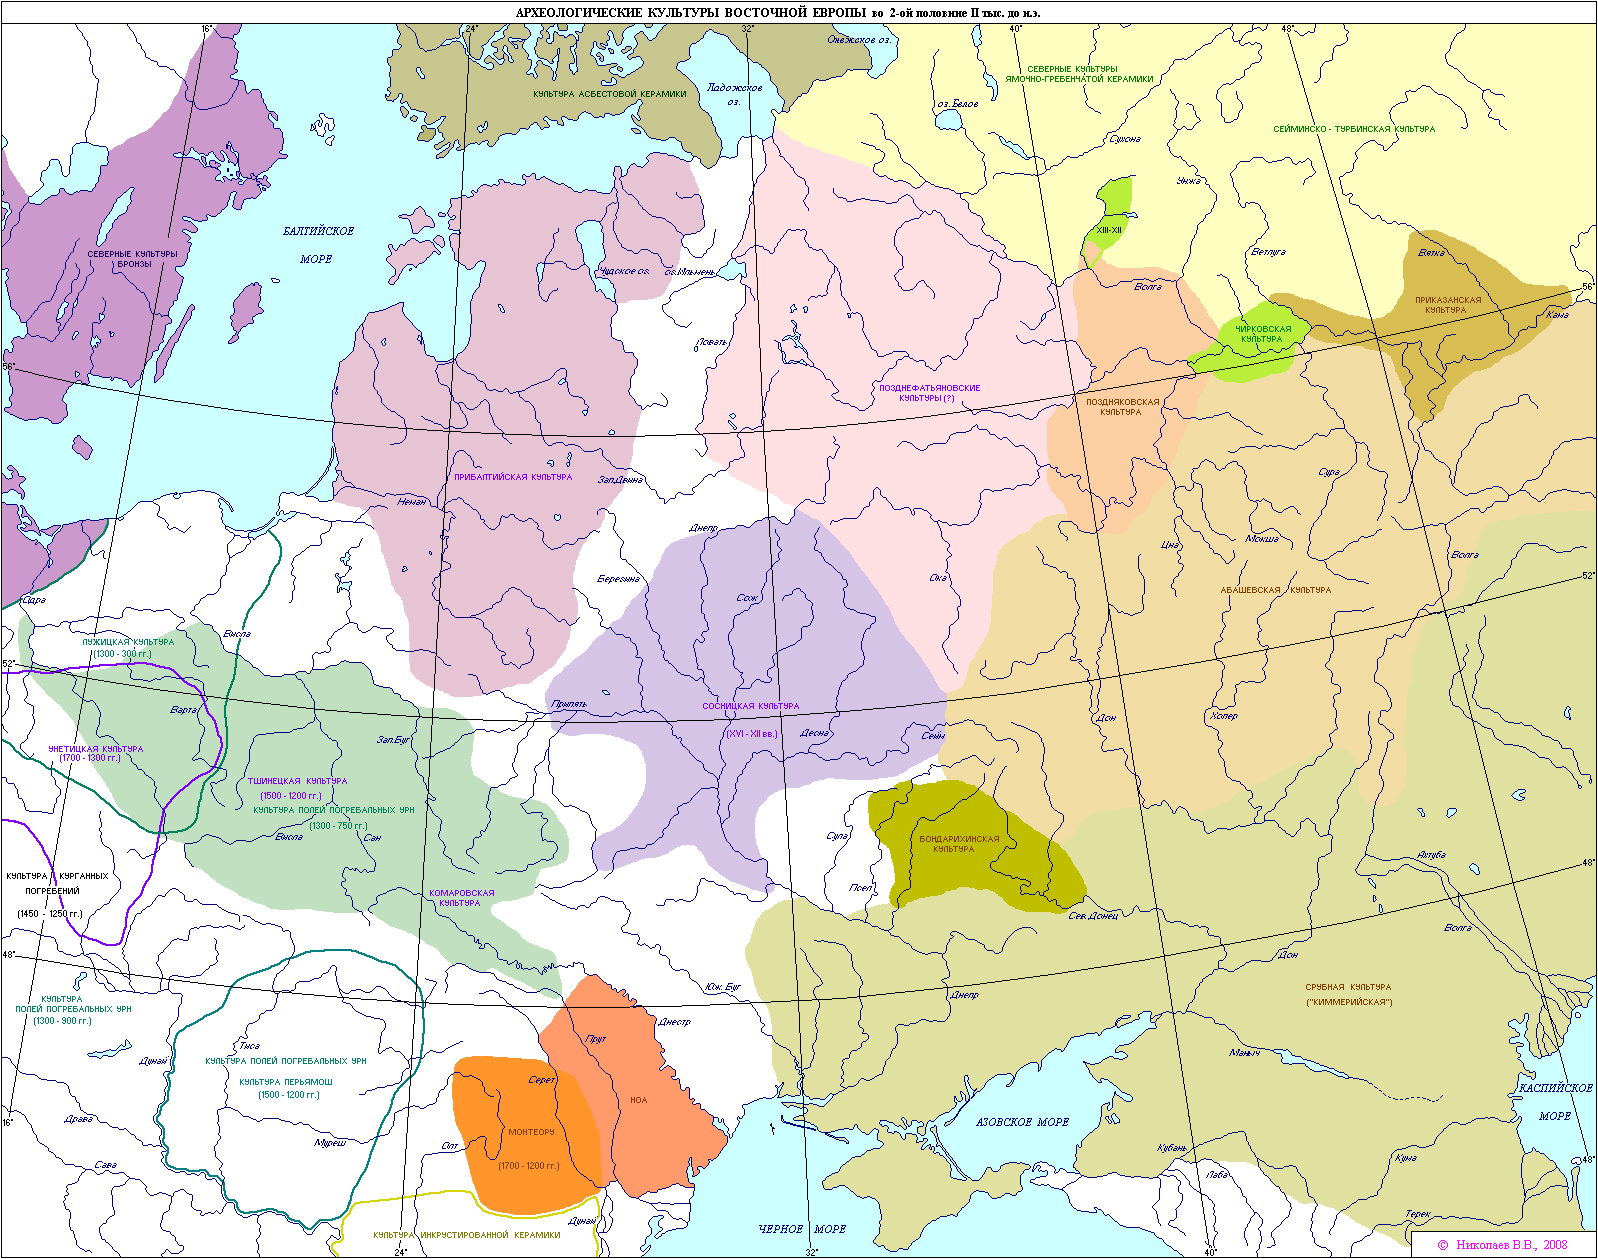 АРХЕОЛОГИЧЕСКИЕ КУЛЬТУРЫ ВОСТОЧНОЙ ЕВРОПЫ во 2-ой половине II тыс. до н.э.
16°
24°
32°
40°
48°
Онежское оз.
СЕВЕРНЫЕ КУЛЬТУРЫ
ЯМОЧНО-ГРЕБЕНЧАТОЙ КЕРАМИКИ
КУЛЬТУРА АСБЕСТОВОЙ КЕРАМИКИ
Ладожское
оз.
оз.Белое
СЕЙМИНСКО - ТУРБИНСКАЯ КУЛЬТУРА
Сухона
Унжа
БАЛТИЙСКОЕ
МОРЕ
XIII-XII
СЕВЕРНЫЕ КУЛЬТУРЫ
БРОНЗЫ
Ветлуга
Вятка
Чудское оз.
оз.Ильмень
Волга
56°
ПРИКАЗАНСКАЯ
КУЛЬТУРА
Кама
ЧИРКОВСКАЯ
КУЛЬТУРА
Ловать
56°
ПОЗДНЕФАТЬЯНОВСКИЕ
КУЛЬТУРЫ (?)
ПОЗДНЯКОВСКАЯ
КУЛЬТУРА
ПРИБАЛТИЙСКАЯ КУЛЬТУРА
Зап.Двина
Сура
Неман
Днепр
Цна
Мокша
Волга
Березина
Ока
52°
Сож
АБАШЕВСКАЯ КУЛЬТУРА
Одра
Висла
ЛУЖИЦКАЯ КУЛЬТУРА
(1300 - 300 гг.)
52°
Варта
Припять
СОСНИЦКАЯ КУЛЬТУРА
(XVI - XII вв.)
Десна
Сейм
Дон
Хопер
Зап.Буг
УНЕТИЦКАЯ КУЛЬТУРА
(1700 - 1300 гг.)
ТШИНЕЦКАЯ КУЛЬТУРА
(1500 - 1200 гг.)
КУЛЬТУРА ПОЛЕЙ ПОГРЕБАЛЬНЫХ УРН
(1300 - 750 гг.)
Висла
Сан
Сула
БОНДАРИХИНСКАЯ
КУЛЬТУРА
Ахтуба
48°
КУЛЬТУРА КУРГАННЫХ
ПОГРЕБЕНИЙ
(1450 - 1250 гг.)
КОМАРОВСКАЯ
КУЛЬТУРА
Псел
Сев.Донец
Волга
48°
Дон
СРУБНАЯ КУЛЬТУРА
("КИММЕРИЙСКАЯ")
Юж. Буг
Днепр
КУЛЬТУРА
ПОЛЕЙ ПОГРЕБАЛЬНЫХ УРН
(1300 - 900 гг.)
Днестр
Прут
Тиса
Дунай
КУЛЬТУРА ПОЛЕЙ ПОГРЕБАЛЬНЫХ УРН
КУЛЬТУРА ПЕРЬЯМОШ
(1500 - 1200 гг.)
Маныч
Серет
НОА
КАСПИЙСКОЕ
МОРЕ
16°
Драва
АЗОВСКОЕ МОРЕ
МОНТЕОРУ
(1700 - 1200 гг.)
Муреш
Олт
Кубань
Лаба
Кума
48°
Сава
Терек
Дунай
ЧЕРНОЕ МОРЕ
КУЛЬТУРА ИНКРУСТИРОВАННОЙ КЕРАМИКИ
24°
32°
40°
© Николаев В.В., 2008